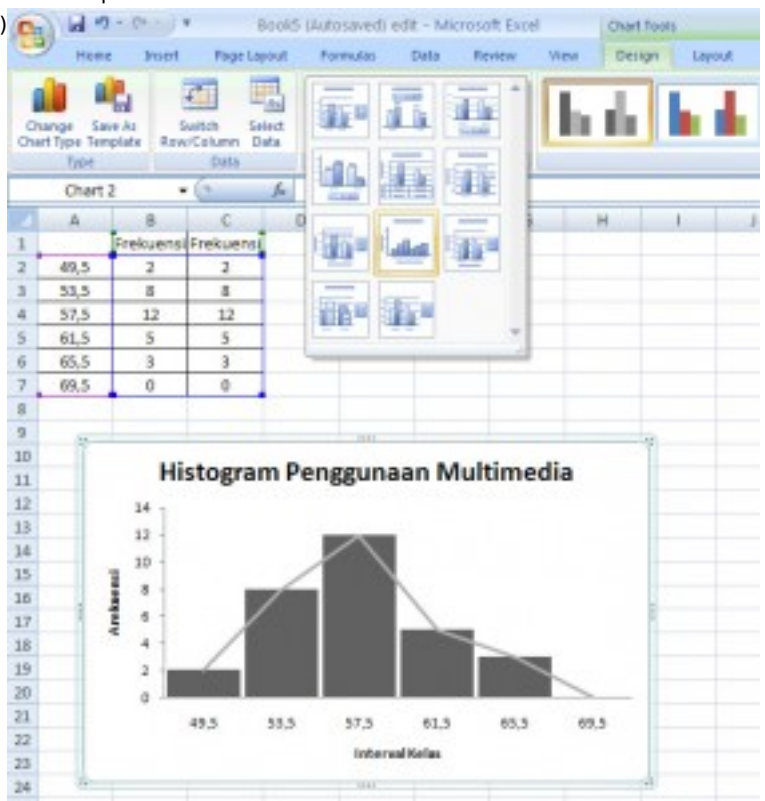 )
Book5 (Autosaved) edit - Microsoft Excel
Chart Tools
Home Insert Page Layout Formulas Data Review View Design Layout
Change Chart Type
Save As Template
Switch Row/Column
Select Data
Type Data
Chart 2 fx
A B C D H I J
1 Frekuensi Frekuensi
2 49,5 2 2
3 53,5 8 8
4 57,5 12 12
5 61,5 5 5
6 65,5 3 3
7 69,5 0 0
8
9
10
11
12
13
14
15
16
17
18
19
20
21
22
23
24
Histogram Penggunaan Multimedia
14
12
10
8
6
4
2
0
49,5 53,5 57,5 61,5 65,5 69,5
Interval Kelas